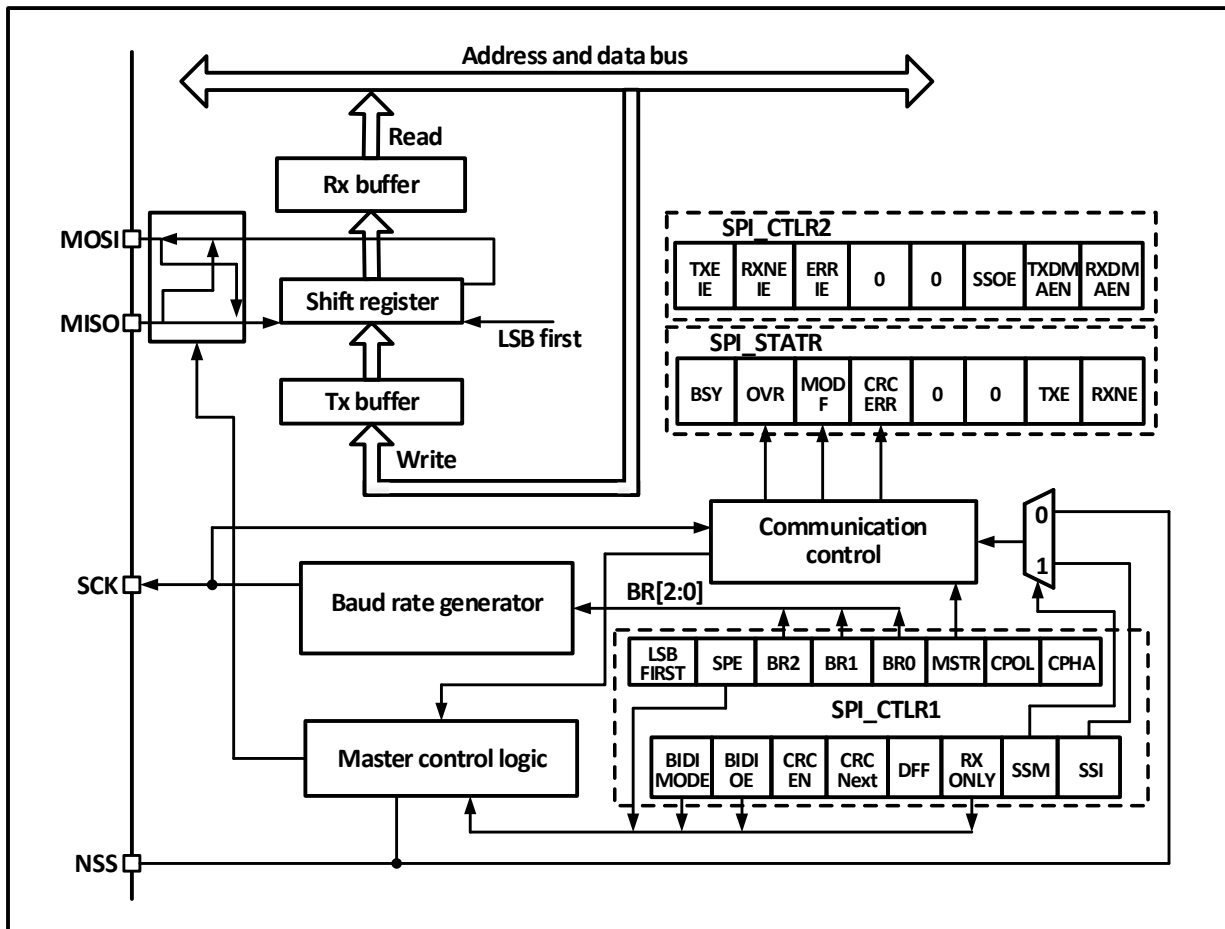 Address and data bus
Read
Rx buffer
MOSI
MISO
Shift register
LSB first
Tx buffer
Write
SPI_CTLR2
TXE
IE
RXNE
IE
ERR
IE
0
0
SSOE
TXDM
AEN
RXDM
AEN
SPI_STATR
BSY
OVR
MOD
F
CRC
ERR
0
0
TXE
RXNE
Communication
control
0
1
SCK
Baud rate generator
BR[2:0]
LSB
FIRST
SPE
BR2
BR1
BR0
MSTR
CPOL
CPHA
SPI_CTLR1
Master control logic
BIDI
MODE
BIDI
OE
CRC
EN
CRC
Next
DFF
RX
ONLY
SSM
SSI
NSS